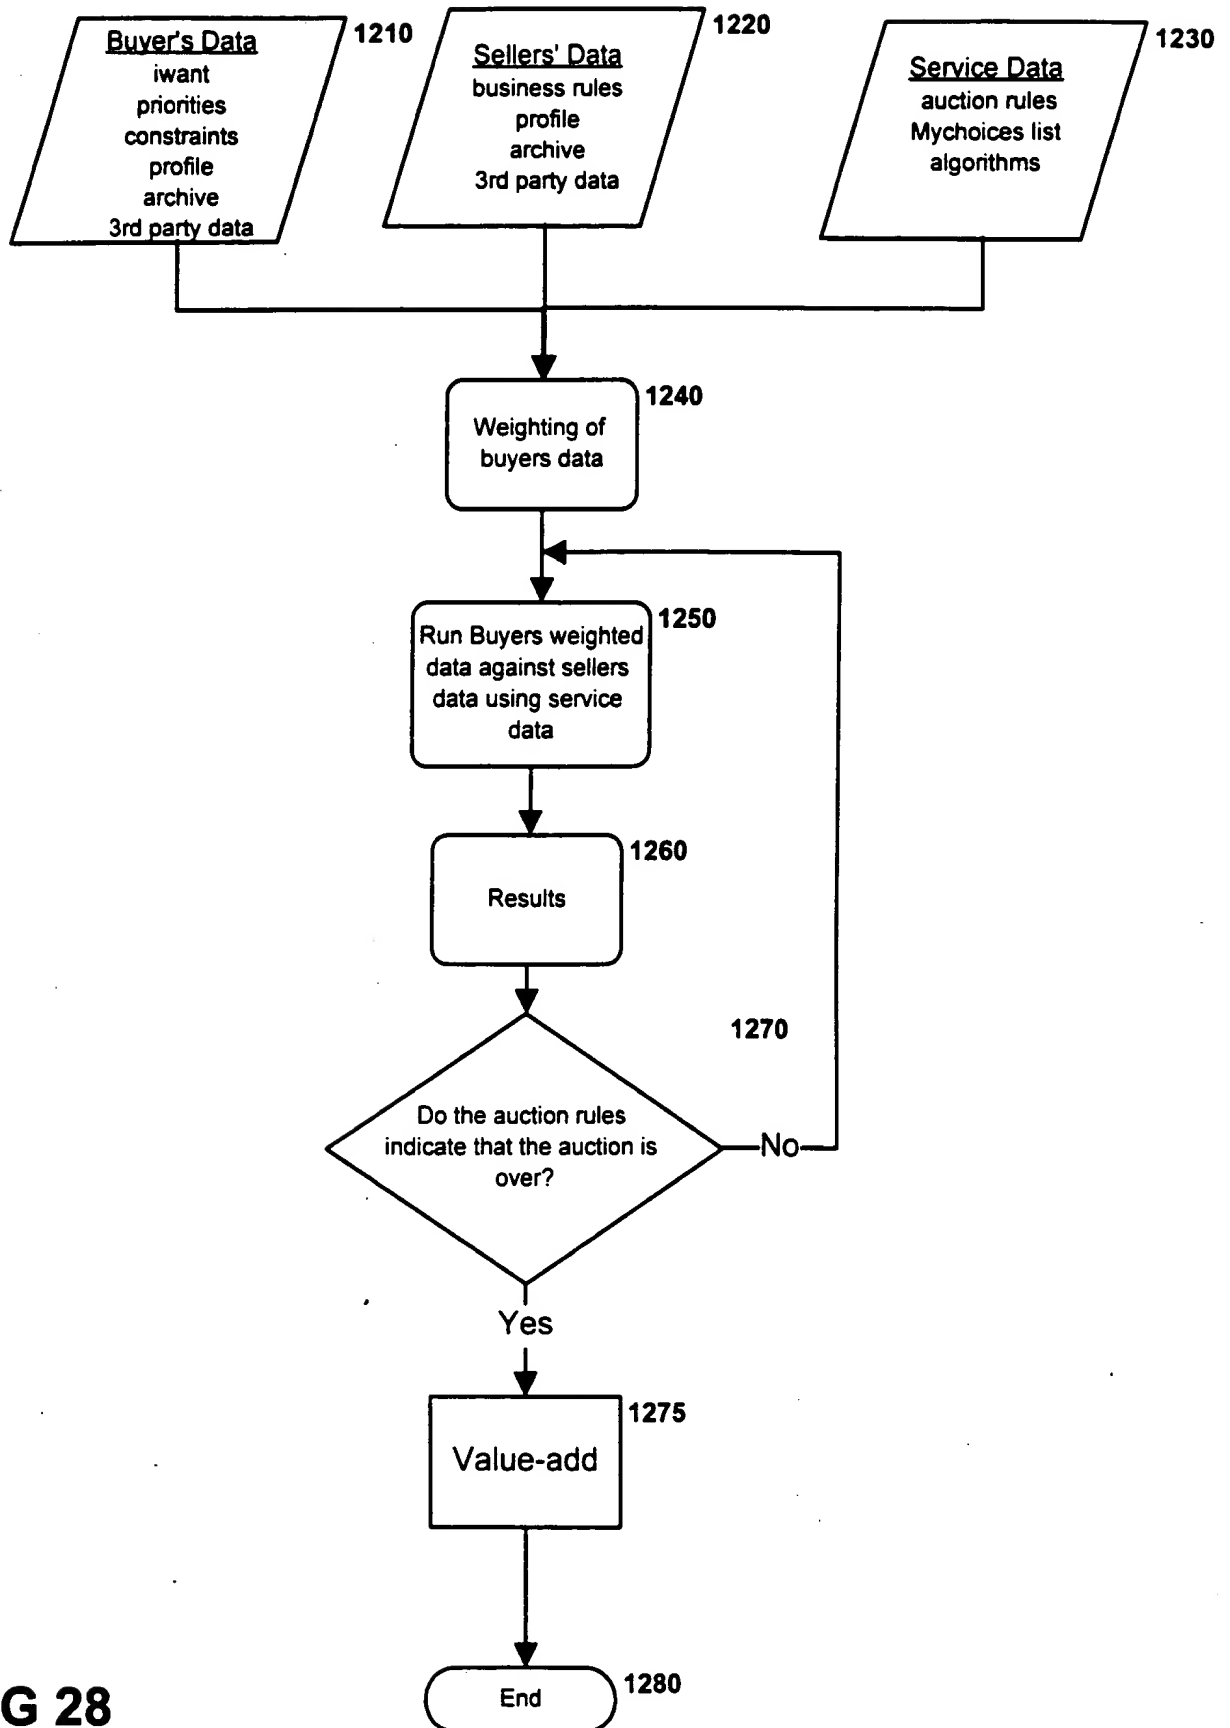 Buyer's Data
iwant
priorities
constraints
profile
archive
3rd party data
1210
Sellers' Data
business rules
profile
archive
3rd party data
1220
Service Data
auction rules
Mychoices list
algorithms
1230
Weighting of
buyers data
1240
Run Buyers weighted
data against sellers
data using service
data
1250
Results
1260
Do the auction rules
indicate that the auction is
over?
1270
No
Yes
Value-add
1275
End
1280
G 28